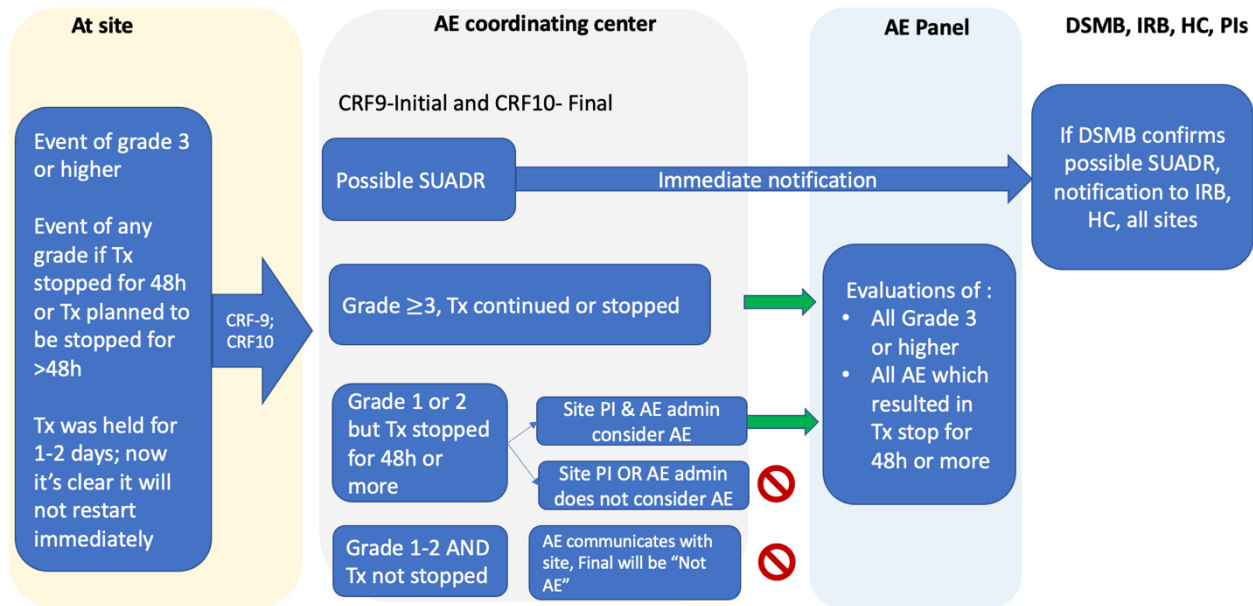 At site
AE coordinating center
AE Panel
DSMB, IRB, HC, PIs
Event of grade 3
or higher
Event of any
grade if Tx
stopped for 48h
or Tx planned to
be stopped for
>48h
Tx was held for
1-2 days; now
it's clear it will
not restart
immediately
CRF-9;
CRF10
CRF9-Initial and CRF10- Final
Possible SUADR
Immediate notification
If DSMB confirms
possible SUADR,
notification to IRB,
HC, all sites
Grade ≥3, Tx continued or stopped
Grade 1 or 2
but Tx stopped
for 48h or
more
Site PI & AE admin
consider AE
Site PI OR AE admin
does not consider AE
Grade 1-2 AND
Tx not stopped
AE communicates with
site, Final will be "Not
AE"
Evaluations of :
• All Grade 3
or higher
• All AE which
resulted in
Tx stop for
48h or more